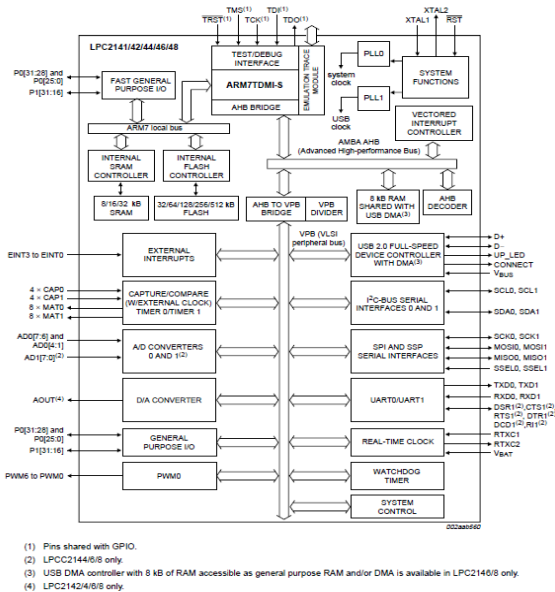 TMS(1)
TDI(1)
XTAL2
TRST(1)
TCK(1)
TDO(1)
XTAL1
RST
LPC2141/42/44/46/48
TEST/DEBUG
INTERFACE
ARM7TDMI-S
AHB BRIDGE
EMULATION TRACE
MODULE
PLL0
system
clock
PLL1
USB
clock
SYSTEM
FUNCTIONS
VECTORED
INTERRUPT
CONTROLLER
P0[31:28] and
P0[25:0]
P1[31:16]
FAST GENERAL
PURPOSE I/O
ARM7 local bus
AMBA AHB
(Advanced High-performance Bus)
INTERNAL
SRAM
CONTROLLER
INTERNAL
FLASH
CONTROLLER
8/16/32 kB
SRAM
32/64/128/256/512 kB
FLASH
AHB TO VPB
BRIDGE
VPB
DIVIDER
8 kB RAM
SHARED WITH
USB DMA(3)
AHB
DECODER
VPB (VLSI
peripheral bus)
EINT3 to EINT0
EXTERNAL
INTERRUPTS
USB 2.0 FULL-SPEED
DEVICE CONTROLLER
WITH DMA(3)
D+
D−
UP_LED
CONNECT
VBUS
4 × CAP0
4 × CAP1
8 × MAT0
8 × MAT1
CAPTURE/COMPARE
(W/EXTERNAL CLOCK)
TIMER 0/TIMER 1
I2C-BUS SERIAL
INTERFACES 0 AND 1
SCL0, SCL1
SDA0, SDA1
AD0[7:6] and
AD0[4:1]
AD1[7:0](2)
A/D CONVERTERS
0 AND 1(2)
SPI AND SSP
SERIAL INTERFACES
SCK0, SCK1
MOSI0, MOSI1
MISO0, MISO1
SSEL0, SSEL1
AOUT(4)
D/A CONVERTER
UART0/UART1
TXD0, TXD1
RXD0, RXD1
DSR1(2),CTS1(2)
RTS1(2), DTR1(2)
DCD1(2),RI1(2)
P0[31:28] and
P0[25:0]
P1[31:16]
GENERAL
PURPOSE I/O
REAL-TIME CLOCK
RTXC1
RTXC2
VBAT
PWM6 to PWM0
PWM0
WATCHDOG
TIMER
SYSTEM
CONTROL
002aab560
(1) Pins shared with GPIO.
(2) LPCC2144/6/8 only.
(3) USB DMA controller with 8 kB of RAM accessible as general purpose RAM and/or DMA is available in LPC2146/8 only.
(4) LPC2142/4/6/8 only.